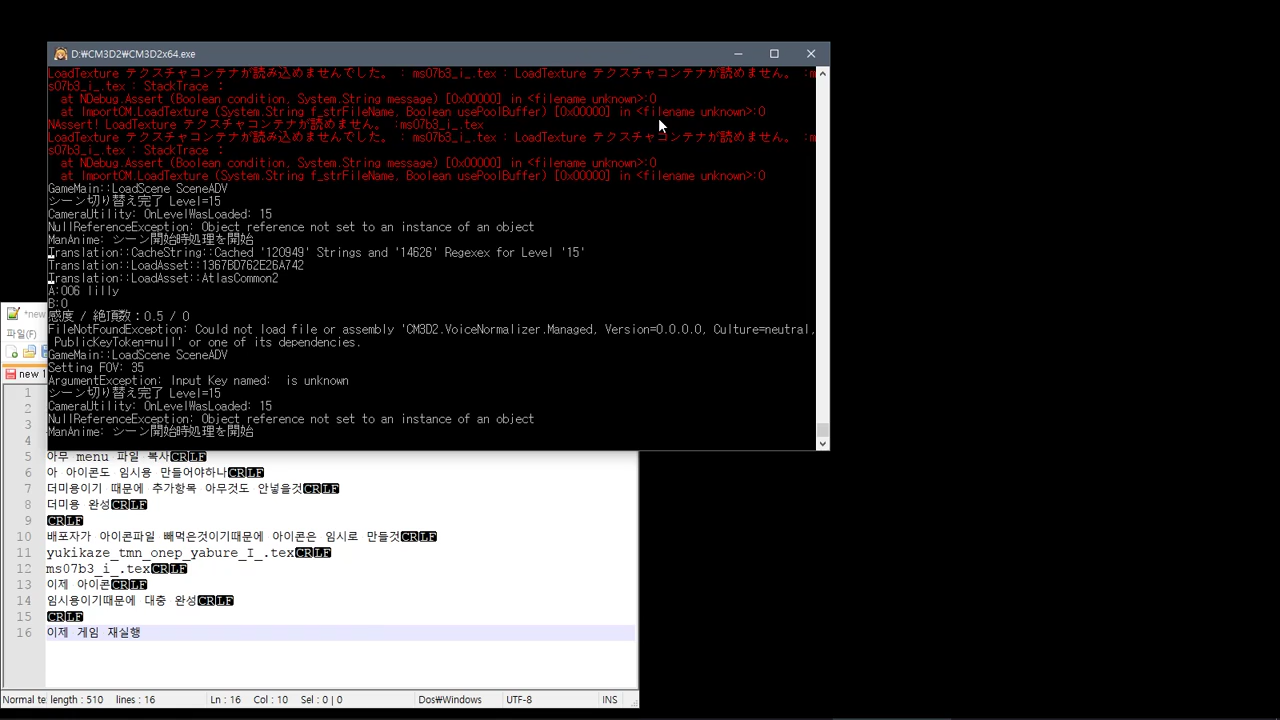 D:₩CM3D2₩CM3D2x64.exe
LoadTexture テクスチャコンテナが読み込めませんでした。 : ms07b3_i_.tex : LoadTexture テクスチャコンテナが読めません。 :m
s07b3_i_.tex : StackTrace :
at NDebug.Assert (Boolean condition, System.String message) [0x00000] in <filename unknown>:0
at ImportCM.LoadTexture (System.String f_strFileName, Boolean usePoolBuffer) [0x00000] in <filename unknown>:0
NAssert! LoadTexture テクスチャコンテナが読めません。 :ms07b3_i_.tex
LoadTexture テクスチャコンテナが読み込めませんでした。 : ms07b3_i_.tex : LoadTexture テクスチャコンテナが読めません。 :m
s07b3_i_.tex : StackTrace :
at NDebug.Assert (Boolean condition, System.String message) [0x00000] in <filename unknown>:0
at ImportCM.LoadTexture (System.String f_strFileName, Boolean usePoolBuffer) [0x00000] in <filename unknown>:0
GameMain::LoadScene SceneADV
シーン切り替え完了 Level=15
CameraUtility: OnLevelWasLoaded: 15
NullReferenceException: Object reference not set to an instance of an object
ManAnime: シーン開始時処理を開始
Translation::CacheString::Cached '120949' Strings and '14626' Regexex for Level '15'
Translation::LoadAsset::1367BD762E26A742
Translation::LoadAsset::AtlasCommon2
A:006 lilly
B:0
感度 / 絶頂数：0.5 / 0
FileNotFoundException: Could not load file or assembly 'CM3D2.VoiceNormalizer.Managed, Version=0.0.0.0, Culture=neutral,
PublicKeyToken=null' or one of its dependencies.
GameMain::LoadScene SceneADV
Setting FOV: 35
ArgumentException: Input Key named:  is unknown
シーン切り替え完了 Level=15
CameraUtility: OnLevelWasLoaded: 15
NullReferenceException: Object reference not set to an instance of an object
ManAnime: シーン開始時処理を開始
*new
파일(F)
new 1
1
2
3
4
5 아무 menu 파일 복사CRLF
6 아 아이콘도 임시용 만들어야하나CRLF
7 더미용이기 때문에 추가항목 아무것도 안넣을것CRLF
8 더미용 완성CRLF
9 CRLF
10 배포자가 아이콘파일 빼먹은것이기때문에 아이콘은 임시로 만들것CRLF
11 yukikaze_tmn_onep_yabure_I_.texCRLF
12 ms07b3_i_.texCRLF
13 이제 아이콘CRLF
14 임시용이기때문에 대충 완성CRLF
15 CRLF
16 이제 게임 재실행
Normal te length : 510 lines : 16 Ln : 16 Col : 10 Sel : 0 | 0 Dos₩Windows UTF-8 INS